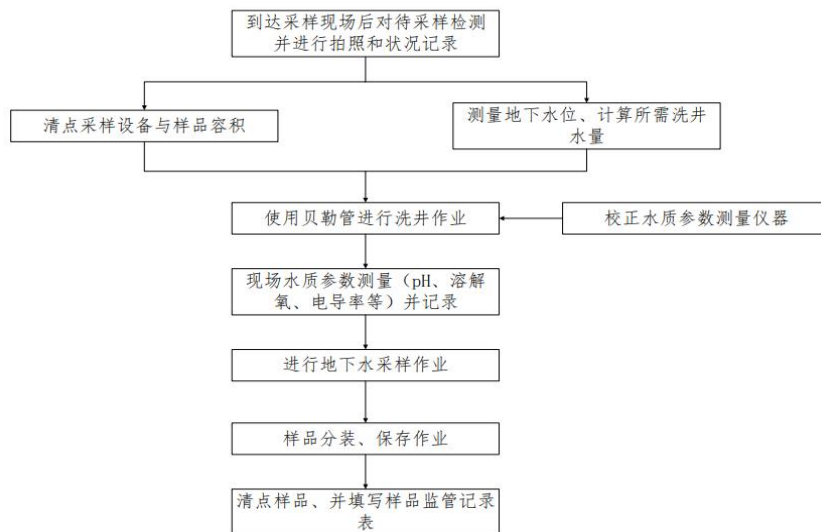 到达采样现场后对待采样检测
并进行拍照和状况记录
清点采样设备与样品容积
测量地下水位、计算所需洗井
水量
使用贝勒管进行洗井作业
校正水质参数测量仪器
现场水质参数测量（pH、溶解
氧、电导率等）并记录
进行地下水采样作业
样品分装、保存作业
清点样品、并填写样品监管记录
表